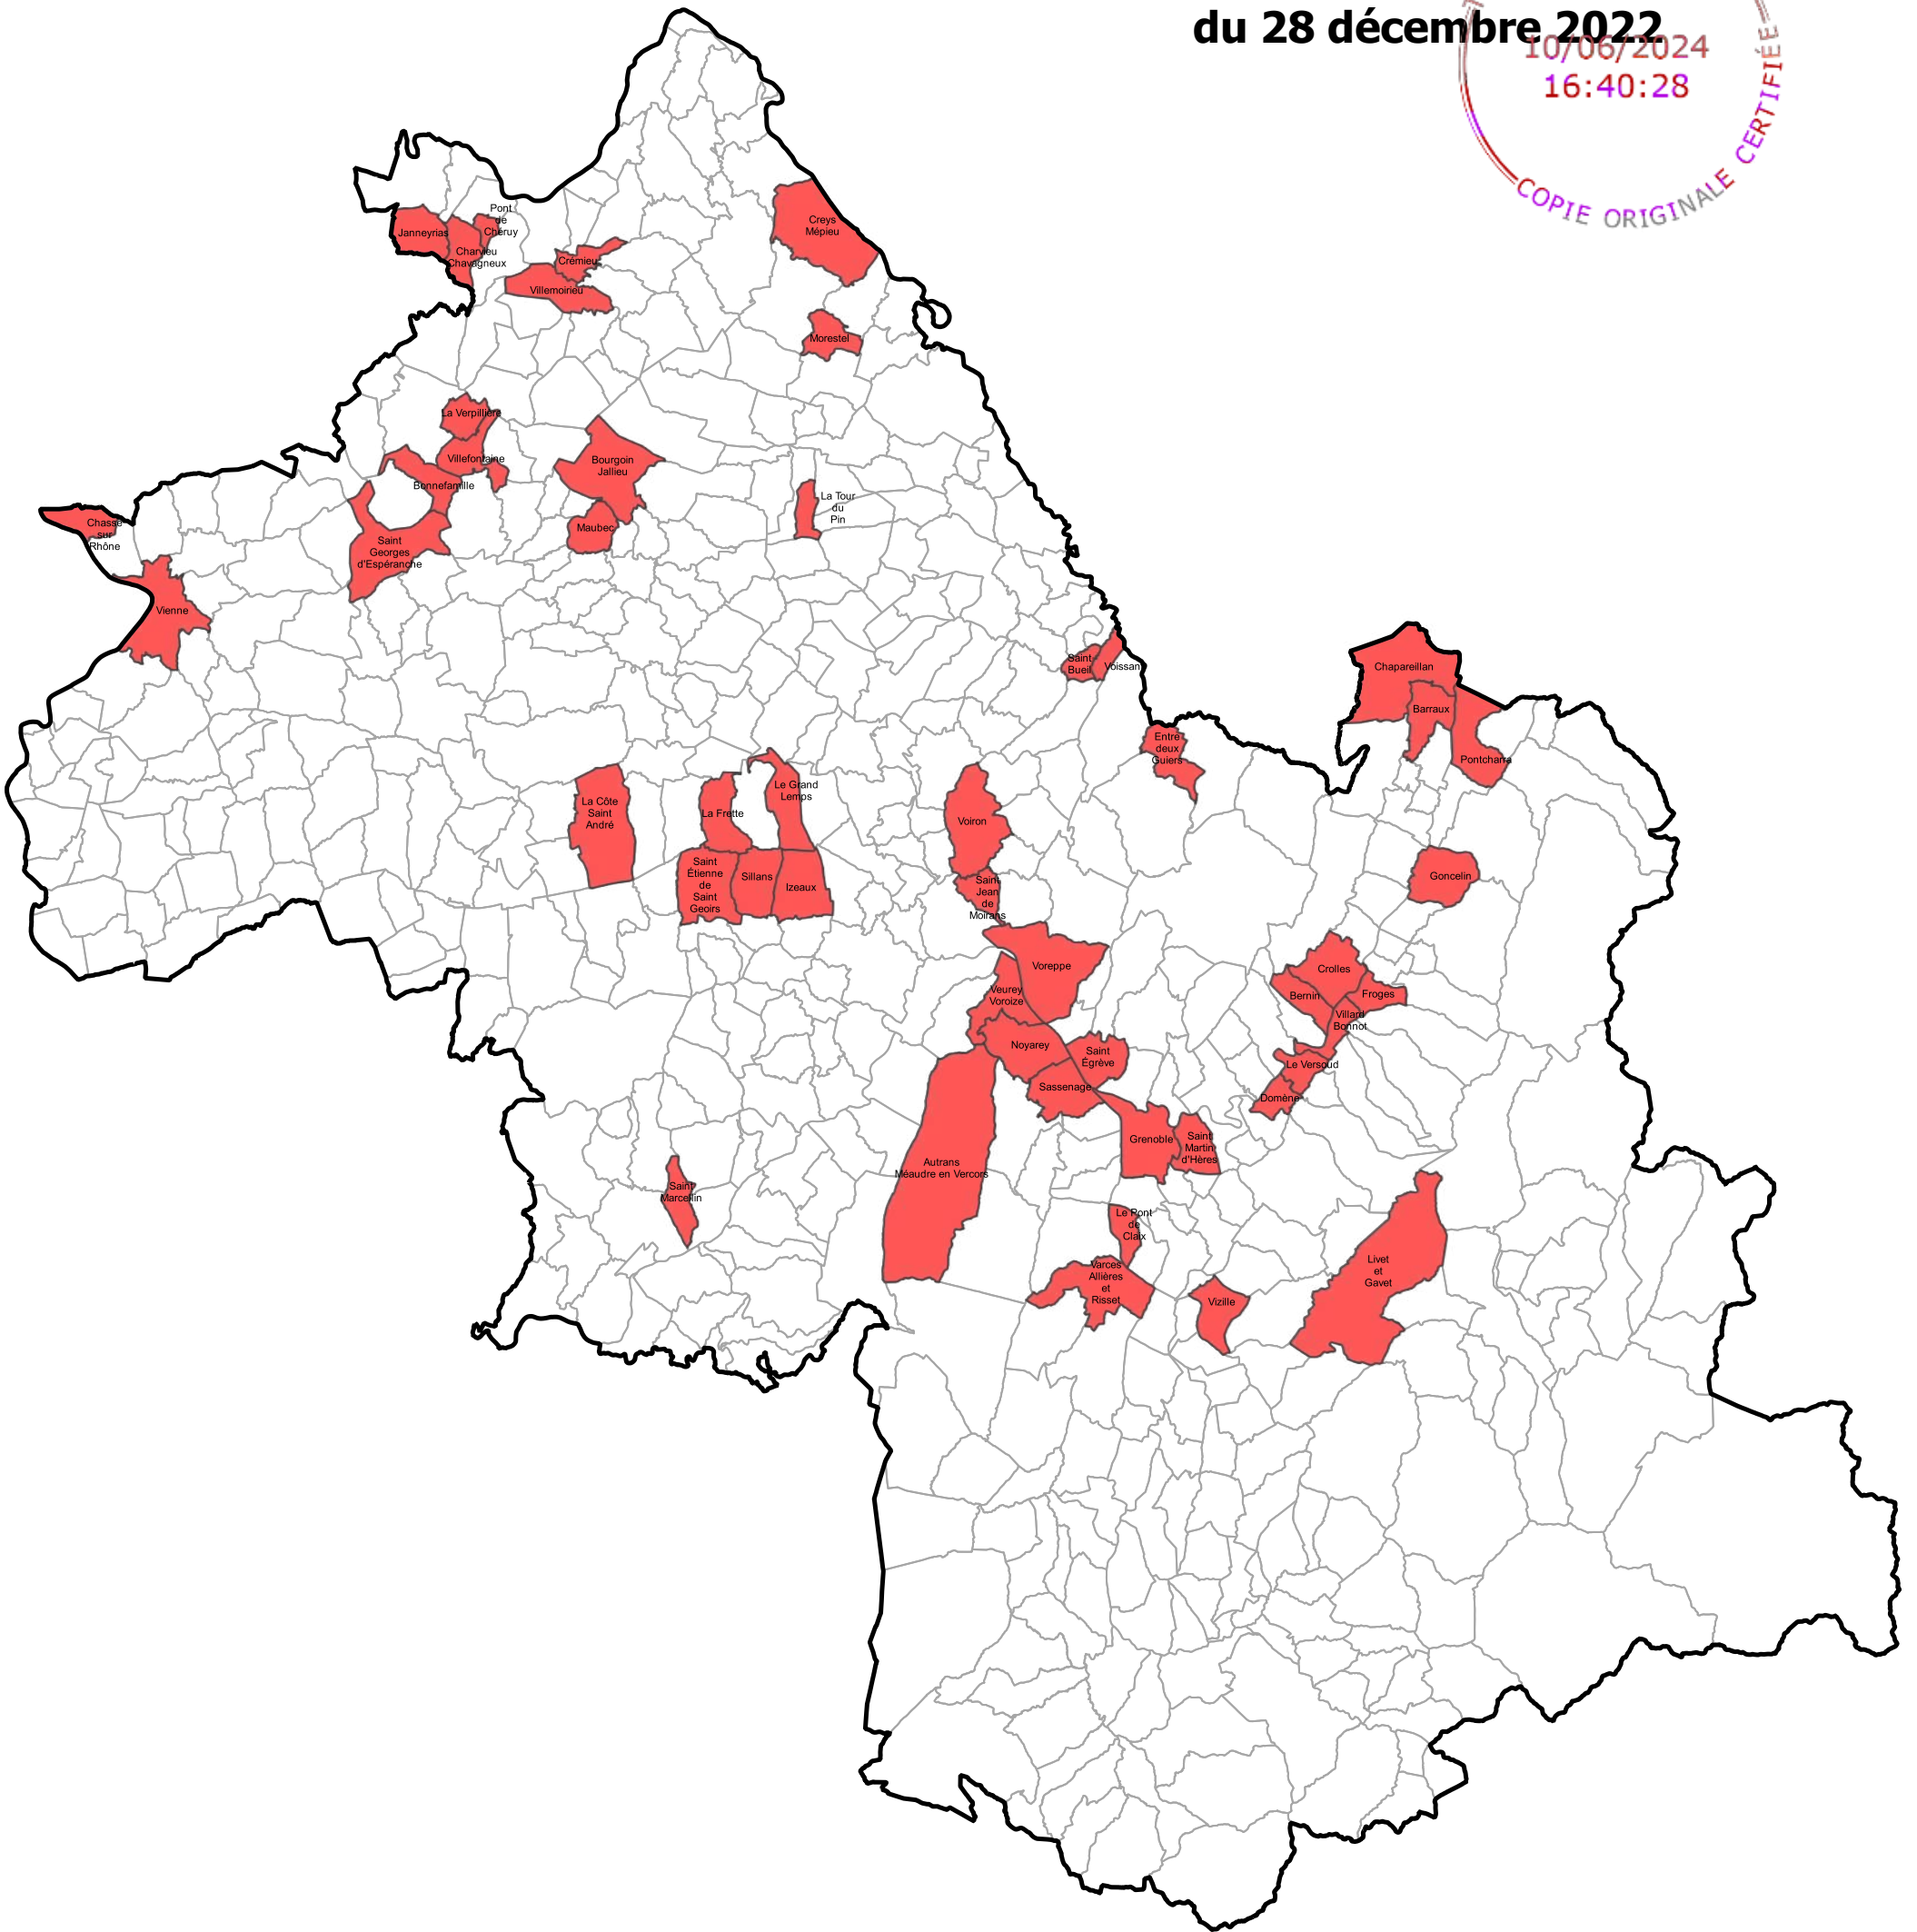 du 28 décembre 2022
10/06/2024
16:40:28
COPIE ORIGINALE CERTIFIÉE
Janneyrias
Pont
de
Chéruy
Charvieu
Chavagneux
Crémieu
Villemoirieu
Creys
Mépieu
Morestel
La Verpillière
Villefontaine
Bonnefamille
Bourgoin
Jallieu
Maubec
La Tour
du
Pin
Chasse
sur
Rhône
Saint
Georges
d'Espéranche
Vienne
Saint
Bueil
Voissant
Chapareillan
Barraux
Pontcharra
Entre
deux
Guiers
La Côte
Saint
André
La Frette
Le Grand
Lemps
Saint
Étienne
de
Saint
Geoirs
Sillans
Izeaux
Voiron
Saint
Jean
de
Moirans
Goncelin
Voreppe
Veurey
Voroize
Crolles
Bernin
Froges
Villard
Bonnot
Noyarey
Saint
Égrève
Sassenage
Le Versoud
Domène
Grenoble
Saint
Martin
d'Hères
Autrans
Méaudre en Vercors
Saint
Marcellin
Le Pont
de
Claix
Varces
Allières
et
Risset
Vizille
Livet
et
Gavet